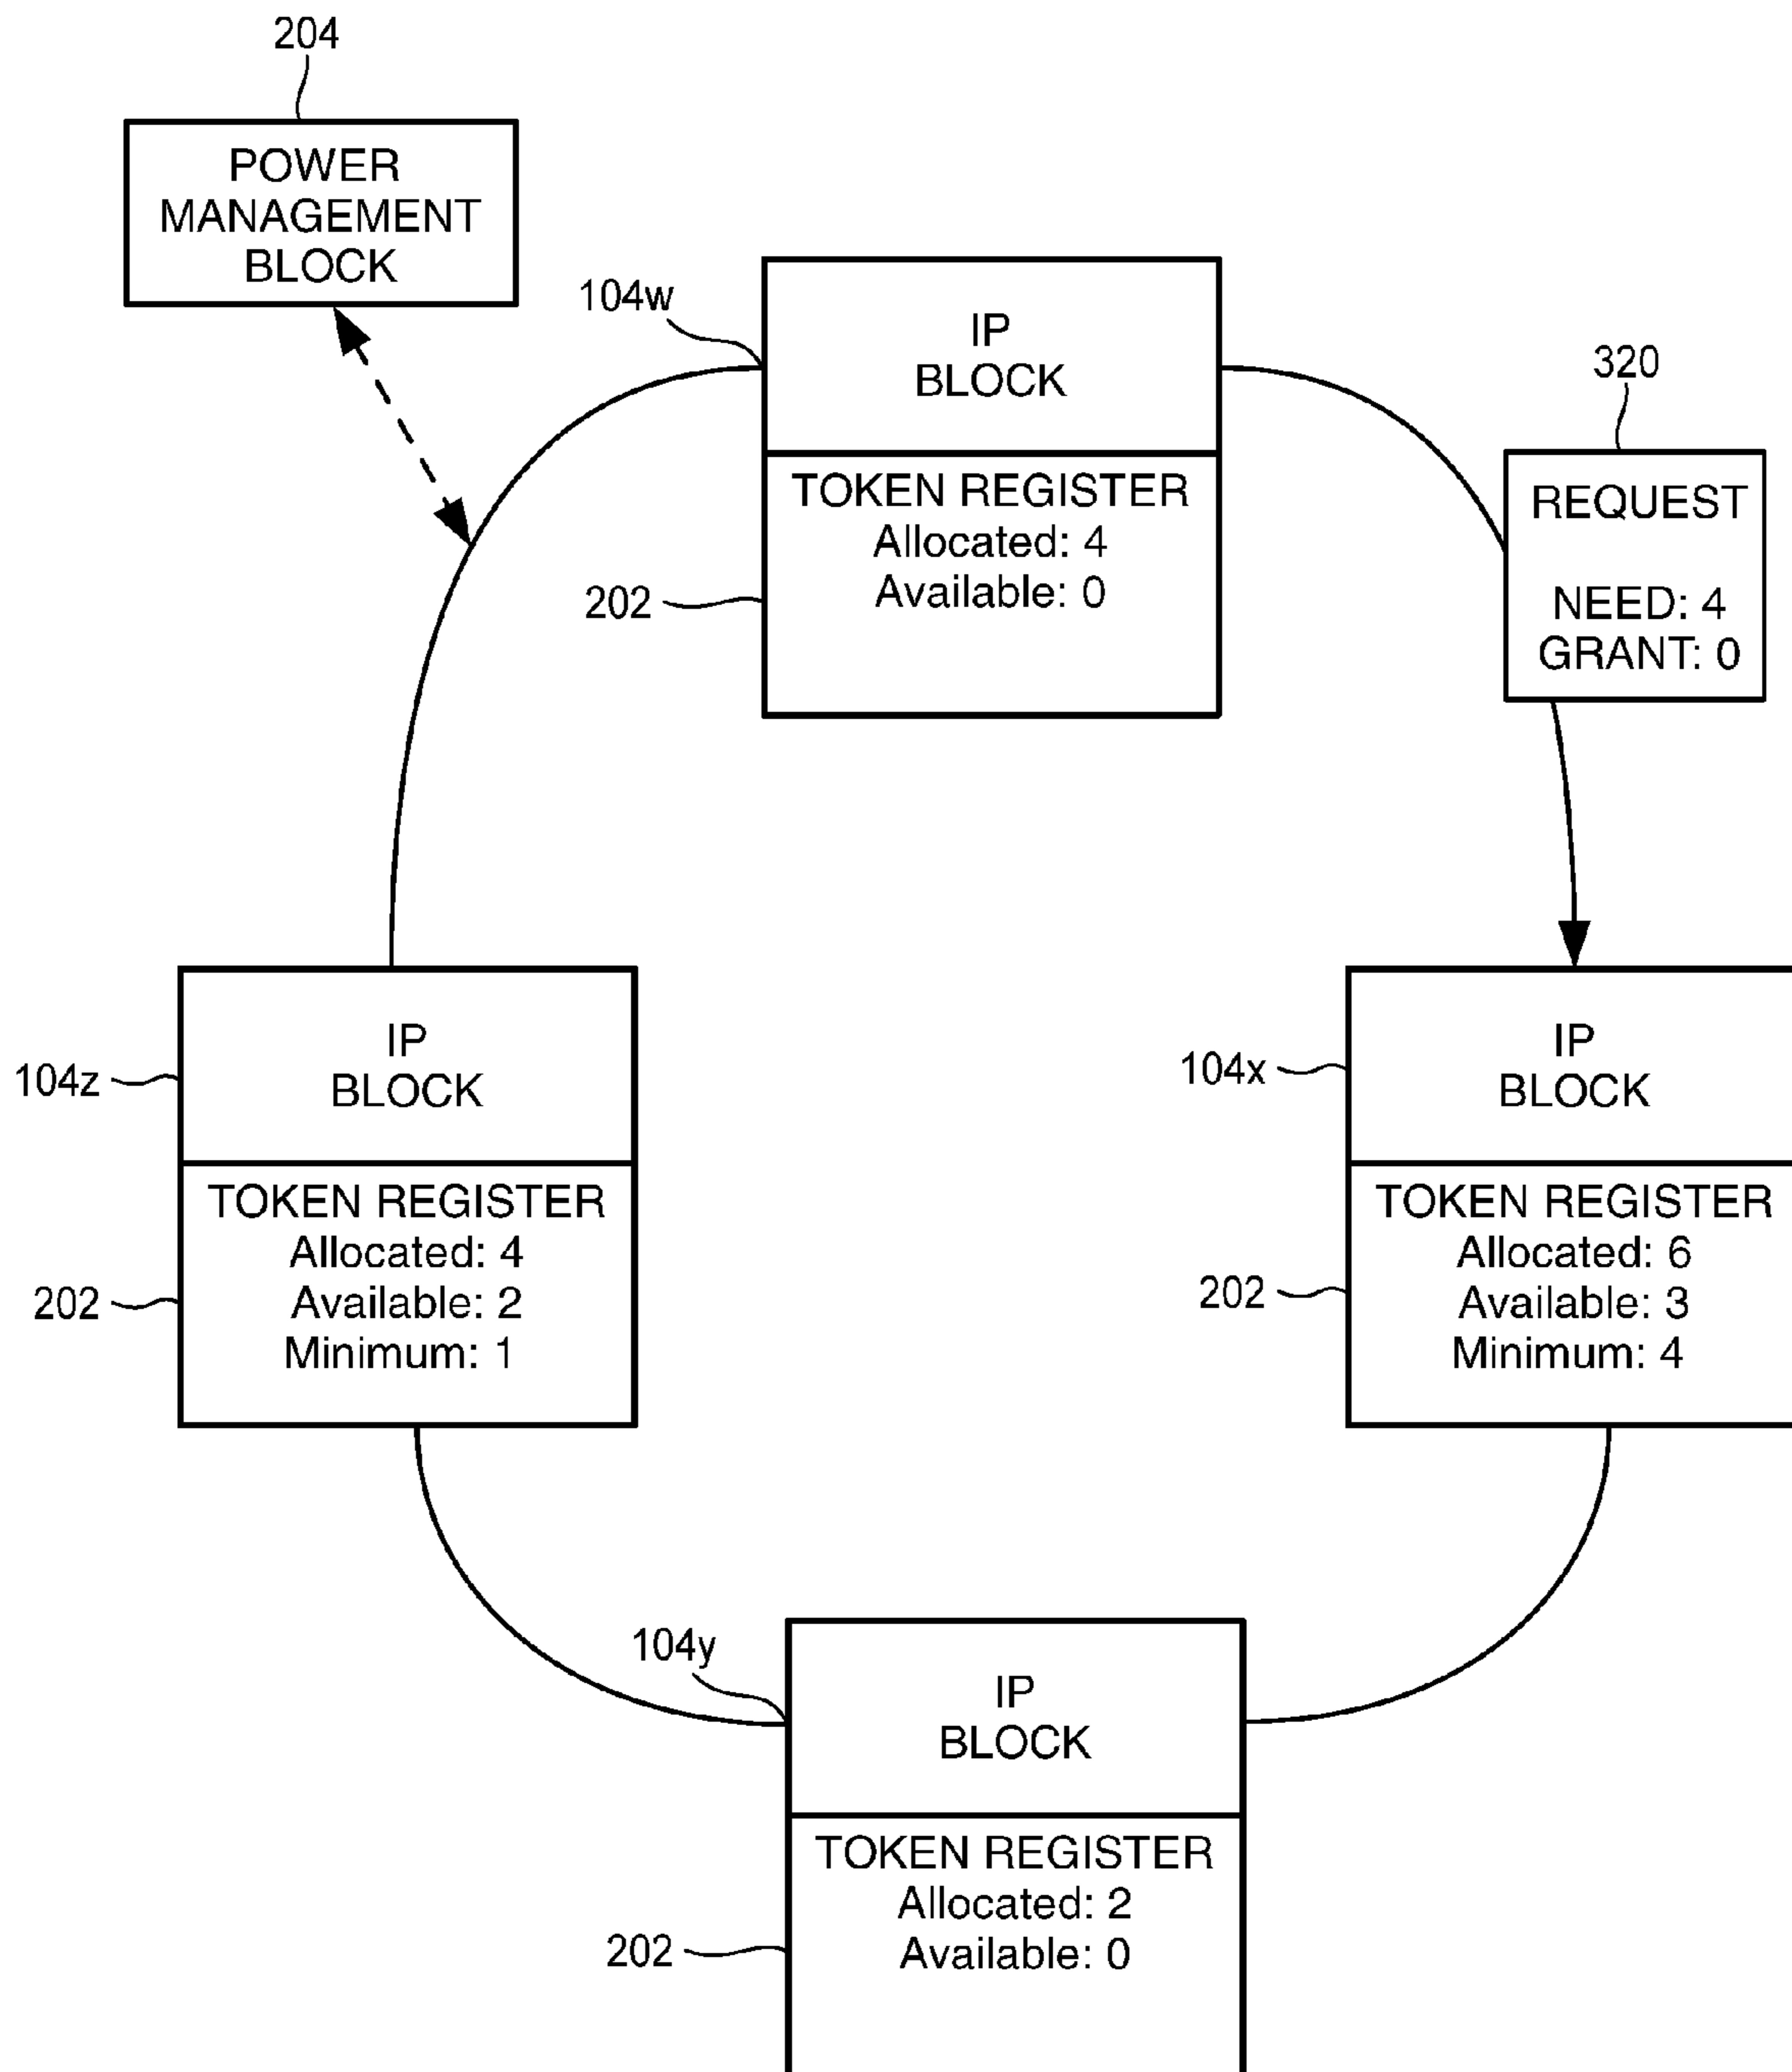 204
POWER
MANAGEMENT
BLOCK
104w
IP
BLOCK
TOKEN REGISTER
Allocated: 4
Available: 0
202
320
REQUEST
NEED: 4
GRANT: 0
104z
IP
BLOCK
TOKEN REGISTER
Allocated: 4
Available: 2
Minimum: 1
202
104x
IP
BLOCK
TOKEN REGISTER
Allocated: 6
Available: 3
Minimum: 4
202
104y
IP
BLOCK
TOKEN REGISTER
Allocated: 2
Available: 0
202